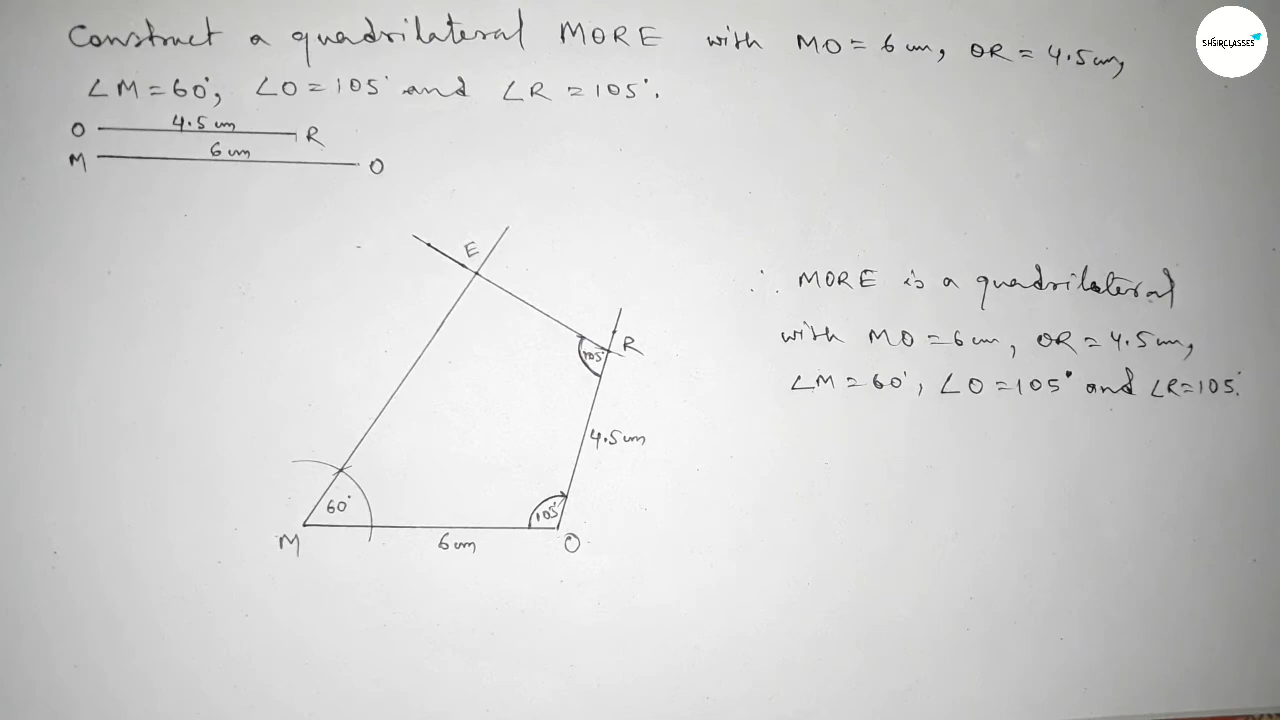 Construct a quadrilateral MORE with MO = 6 cm, OR = 4.5 cm,
∠M = 60°, ∠O = 105° and ∠R = 105°.
O 4.5 cm R
M 6 cm O
SHSIRCLASSES
E
R
105°
4.5 cm
60°
105°
M 6 cm O
∴ MORE is a quadrilateral
with MO = 6 cm, OR = 4.5 cm,
∠M = 60°, ∠O = 105° and ∠R = 105°.